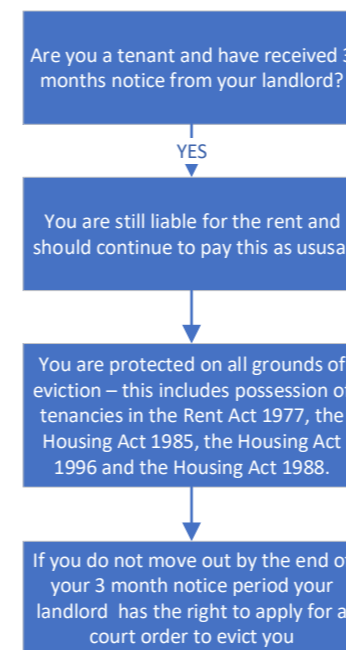 Are you a tenant and have received 3
months notice from your landlord?
YES
You are still liable for the rent and
should continue to pay this as ususa
You are protected on all grounds of
eviction – this includes possession of
tenancies in the Rent Act 1977, the
Housing Act 1985, the Housing Act
1996 and the Housing Act 1988.
If you do not move out by the end of
your 3 month notice period your
landlord has the right to apply for a
court order to evict you